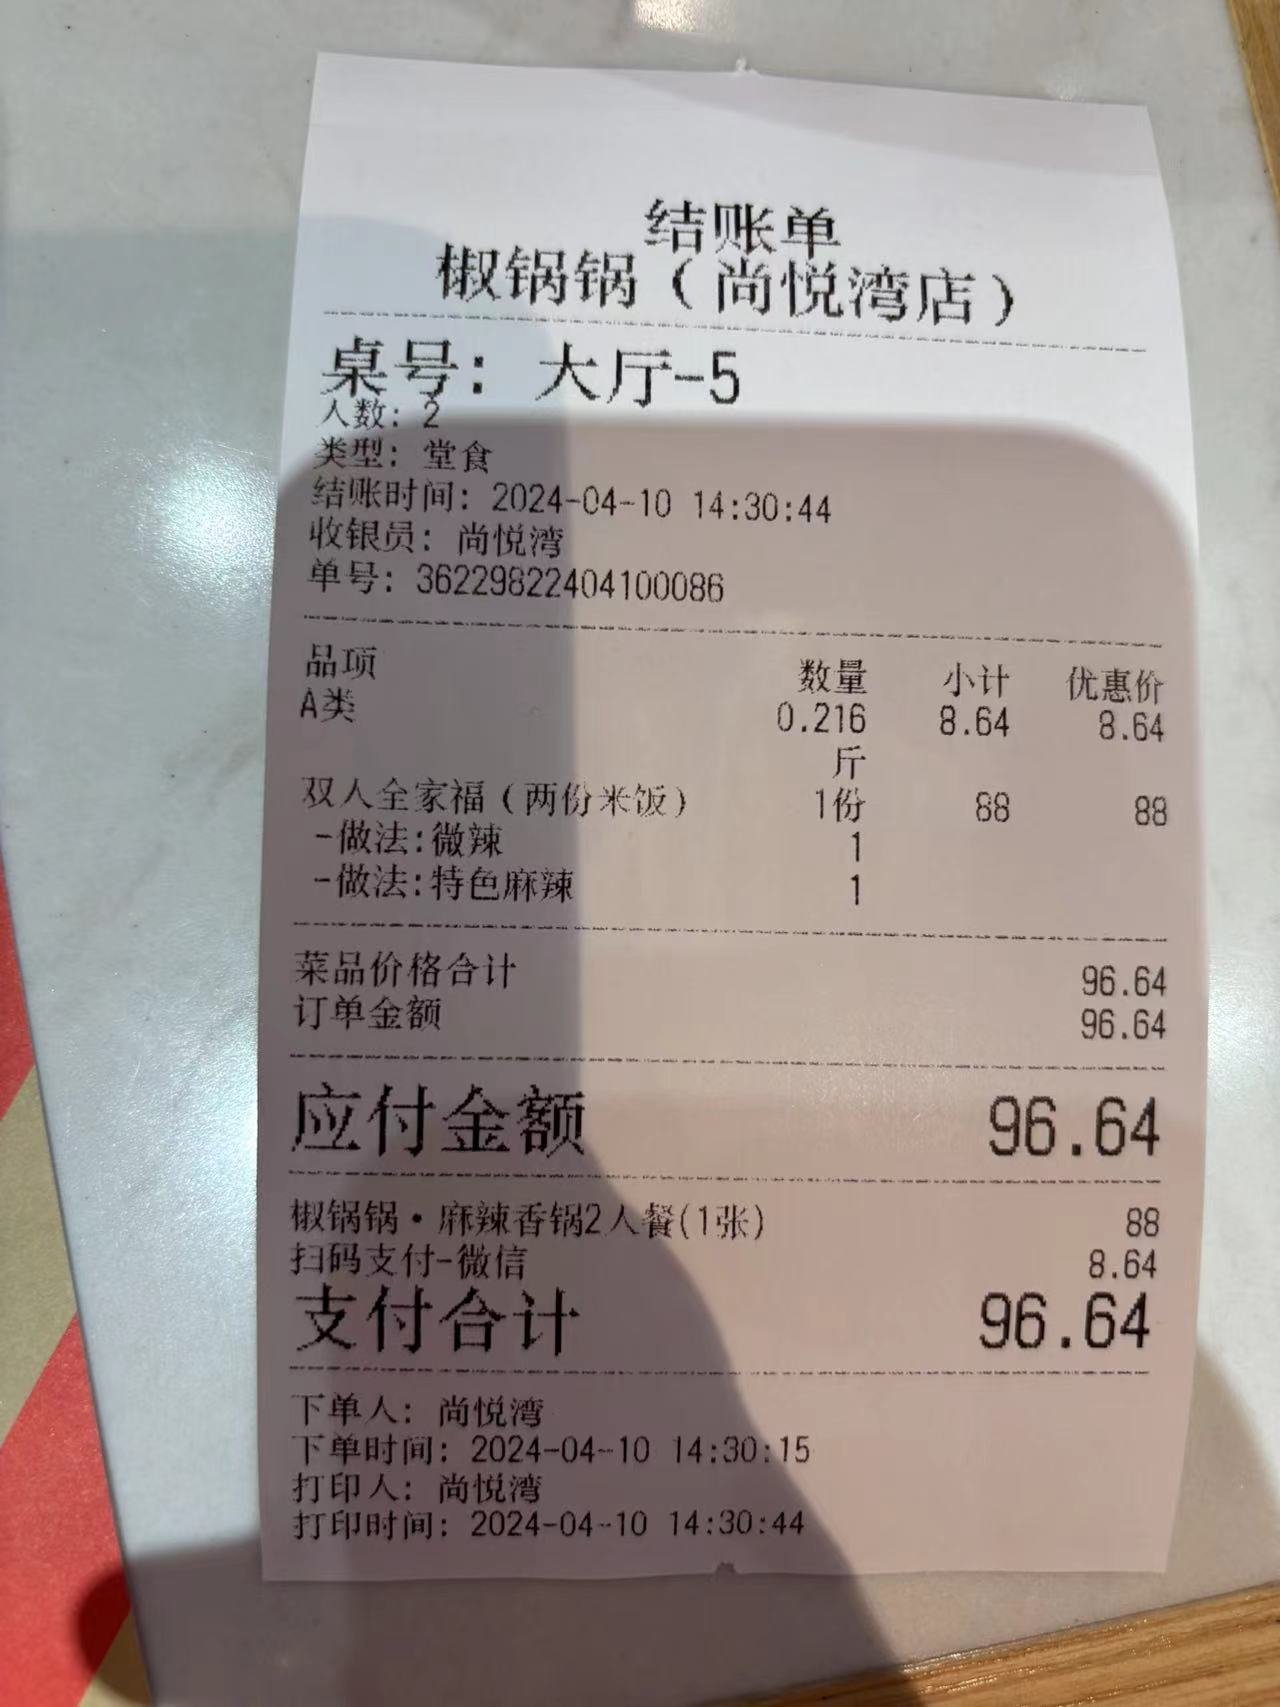 结账单
椒锅锅（尚悦湾店）
桌号：大厅-5
人数：2
类型：堂食
结账时间：2024-04-10 14:30:44
收银员：尚悦湾
单号：36229822404100086
品项 数量 小计 优惠价
A类 0.216 8.64 8.64
斤
双人全家福（两份米饭） 1份 88 88
-做法:微辣 1
-做法:特色麻辣 1
菜品价格合计 96.64
订单金额 96.64
应付金额 96.64
椒锅锅·麻辣香锅2人餐(1张) 88
扫码支付-微信 8.64
支付合计 96.64
下单人：尚悦湾
下单时间：2024-04-10 14:30:15
打印人：尚悦湾
打印时间：2024-04-10 14:30:44